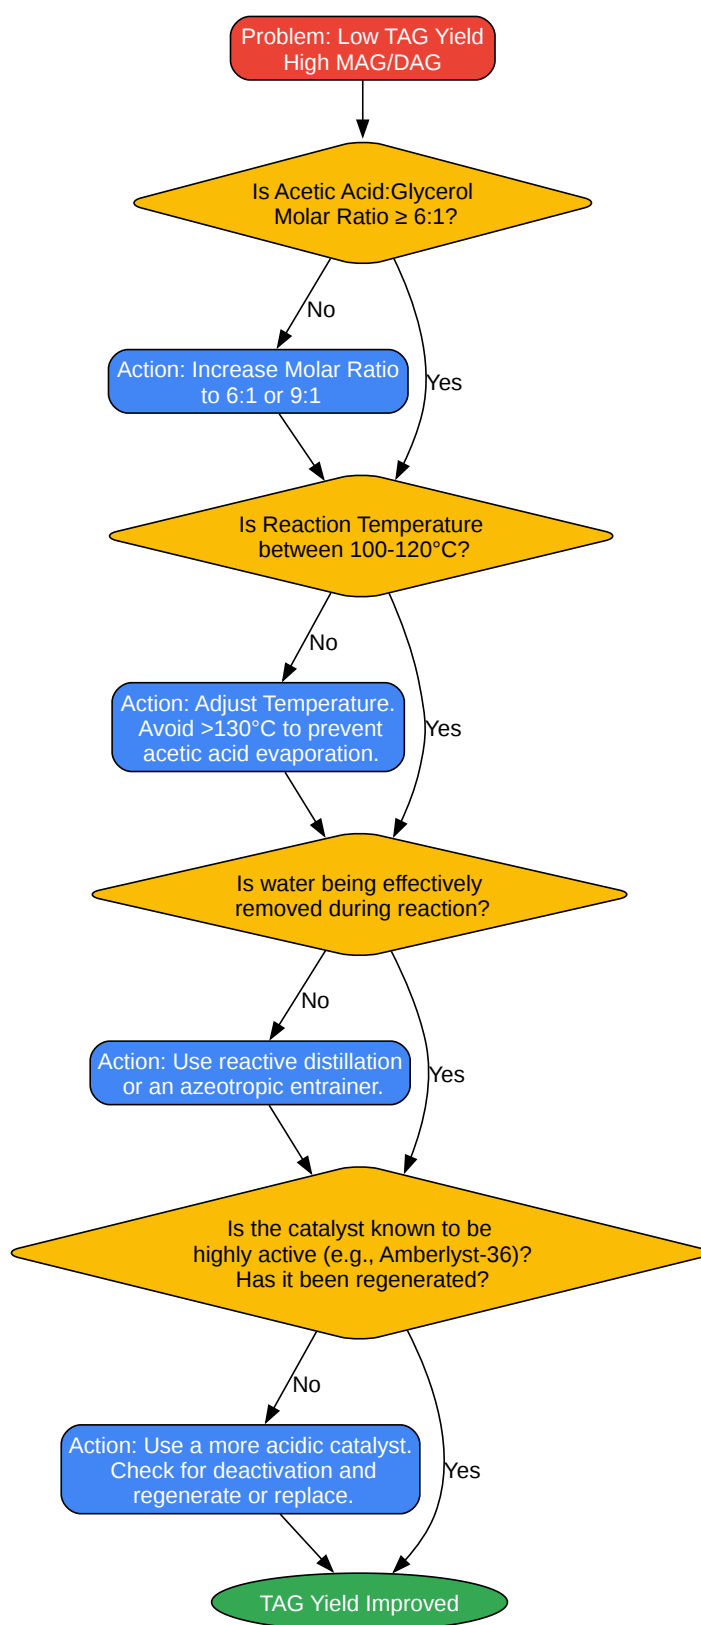 Problem: Low TAG Yield
High MAG/DAG
Is Acetic Acid:Glycerol
Molar Ratio ≥ 6:1?
No
Action: Increase Molar Ratio
to 6:1 or 9:1
Yes
Is Reaction Temperature
between 100-120°C?
No
Action: Adjust Temperature.
Avoid >130°C to prevent
acetic acid evaporation.
Yes
Is water being effectively
removed during reaction?
No
Action: Use reactive distillation
or an azeotropic entrainer.
Yes
Is the catalyst known to be
highly active (e.g., Amberlyst-36)?
Has it been regenerated?
No
Action: Use a more acidic catalyst.
Check for deactivation and
regenerate or replace.
Yes
TAG Yield Improved